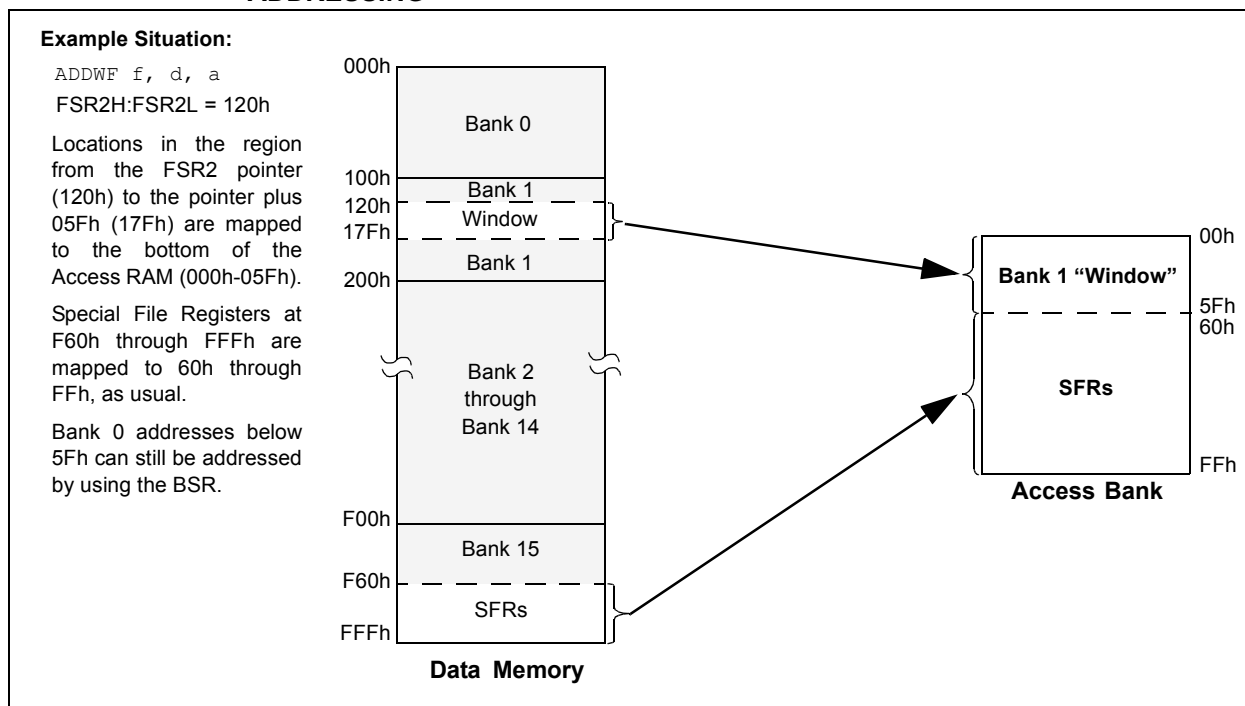 ADDRESSING
Example Situation:
ADDWF f, d, a
FSR2H:FSR2L = 120h
Locations in the region
from the FSR2 pointer
(120h) to the pointer plus
05Fh (17Fh) are mapped
to the bottom of the
Access RAM (000h-05Fh).
Special File Registers at
F60h through FFFh are
mapped to 60h through
FFh, as usual.
Bank 0 addresses below
5Fh can still be addressed
by using the BSR.
000h
Bank 0
100h
Bank 1
120h
Window
17Fh
Bank 1
200h
Bank 2
through
Bank 14
F00h
Bank 15
F60h
SFRs
FFFh
Data Memory
00h
Bank 1 “Window”
5Fh
60h
SFRs
FFh
Access Bank